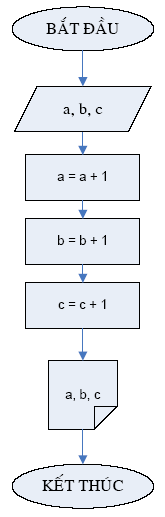 BẮT ĐẦU
a, b, c
a = a + 1
b = b + 1
c = c + 1
a, b, c
KẾT THÚC